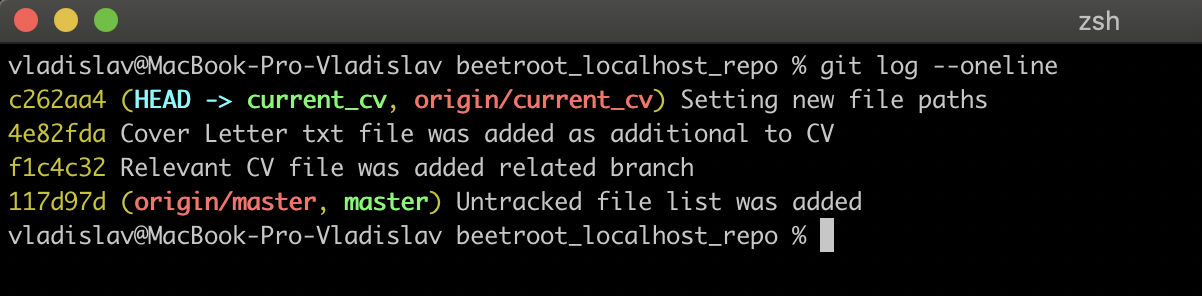 zsh
vladislav@MacBook-Pro-Vladislav beetroot_localhost_repo % git log --oneline
c262aa4 (HEAD -> current_cv, origin/current_cv) Setting new file paths
4e82fda Cover Letter txt file was added as additional to CV
f1c4c32 Relevant CV file was added related branch
117d97d (origin/master, master) Untracked file list was added
vladislav@MacBook-Pro-Vladislav beetroot_localhost_repo %